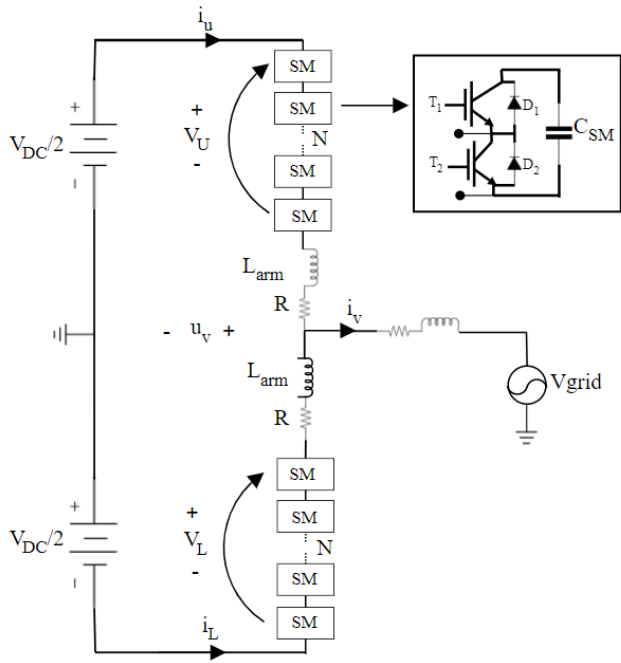 i_u
SM
SM
N
SM
SM
+
V_U
-
+
V_DC/2
-
T_1
D_1
C_SM
T_2
D_2
L_arm
R
- u_v +
i_v
L_arm
R
Vgrid
SM
SM
N
SM
SM
+
V_L
-
+
V_DC/2
-
i_L